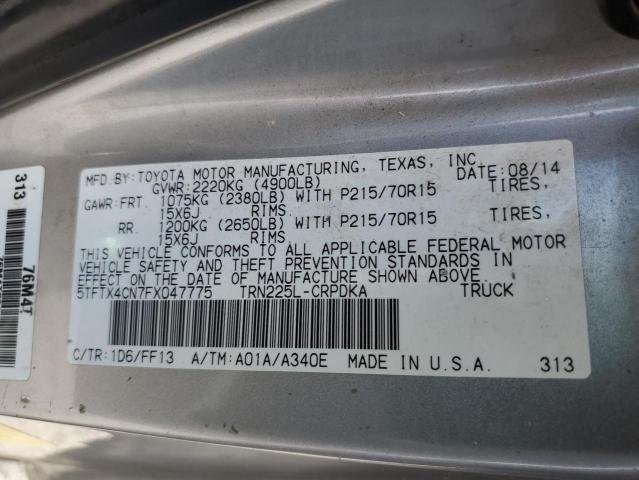 MFD.BY:TOYOTA MOTOR MANUFACTURING, TEXAS, INC. DATE:08/14
GVWR:2220KG (4900LB)
GAWR:FRT. 1075KG (2380LB) WITH P215/70R15 TIRES,
15X6J RIMS
RR. 1200KG (2650LB) WITH P215/70R15 TIRES,
15X6J RIMS
THIS VEHICLE CONFORMS TO ALL APPLICABLE FEDERAL MOTOR
VEHICLE SAFETY AND THEFT PREVENTION STANDARDS IN
EFFECT ON THE DATE OF MANUFACTURE SHOWN ABOVE.
5TFTX4CN7FX047775 TRN225L-CRPDKA TRUCK
C/TR:1D6/FF13 A/TM:A01A/A340E MADE IN U.S.A. 313
313
76M4T